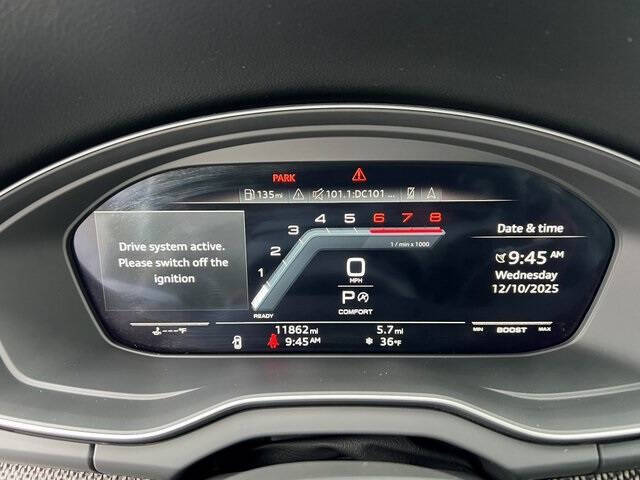 PARK
135mi 101.1:DC101 ...
Drive system active.
Please switch off the
ignition
1 2 3 4 5 6 7 8
1 / min x 1000
0
MPH
P
COMFORT
READY
Date & time
9:45 AM
Wednesday
12/10/2025
---°F
11862 mi
5.7 mi
MIN BOOST MAX
9:45 AM
36°F